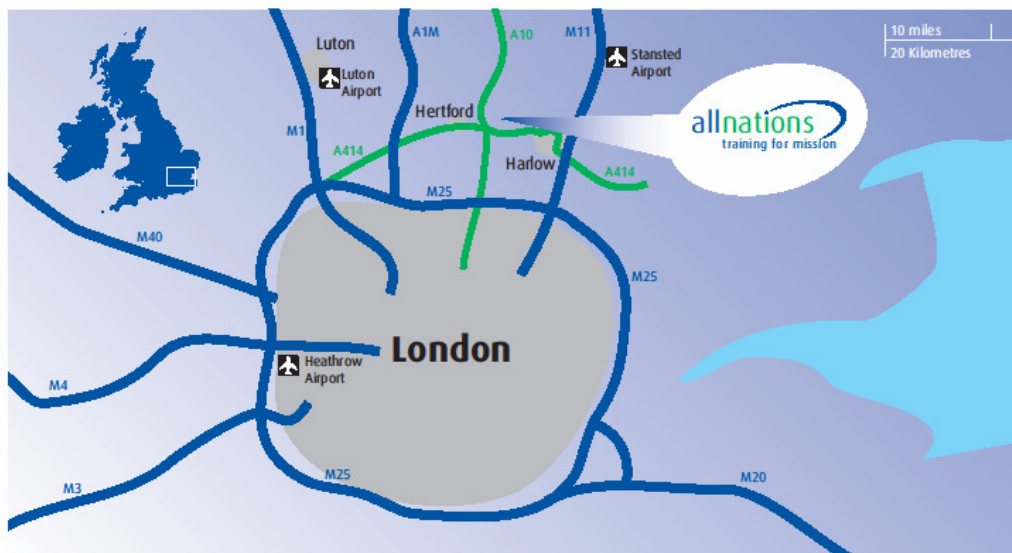 A1M
A10
M11
10 miles
20 Kilometres
Luton
Luton
Airport
Stansted
Airport
Hertford
allnations
training for mission
M1
A414
Harlow
A414
M25
M40
M25
London
Heathrow
Airport
M4
M25
M3
M20